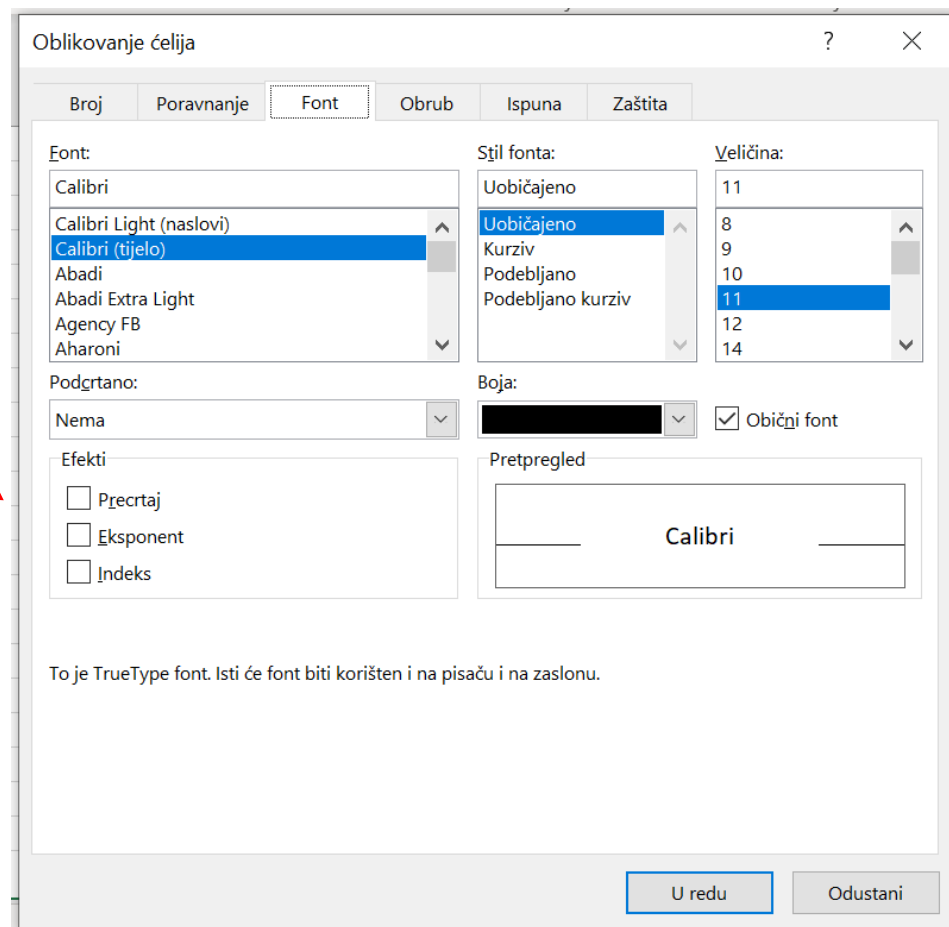 Oblikovanje ćelija ?
Broj Poravnanje Font Obrub Ispuna Zaštita
Font: Stil fonta: Veličina:
Calibri Uobičajeno 11
Calibri Light (naslovi) Uobičajeno 8
Calibri (tijelo) Kurziv 9
Abadi Podebljano 10
Abadi Extra Light Podebljano kurziv 11
Agency FB 12
Aharoni 14
Podcrtano: Boja:
Nema Obični font
Efekti Pretpregled
Precrtaj
Eksponent Calibri
Indeks
To je TrueType font. Isti će font biti korišten i na pisaču i na zaslonu.
U redu Odustani